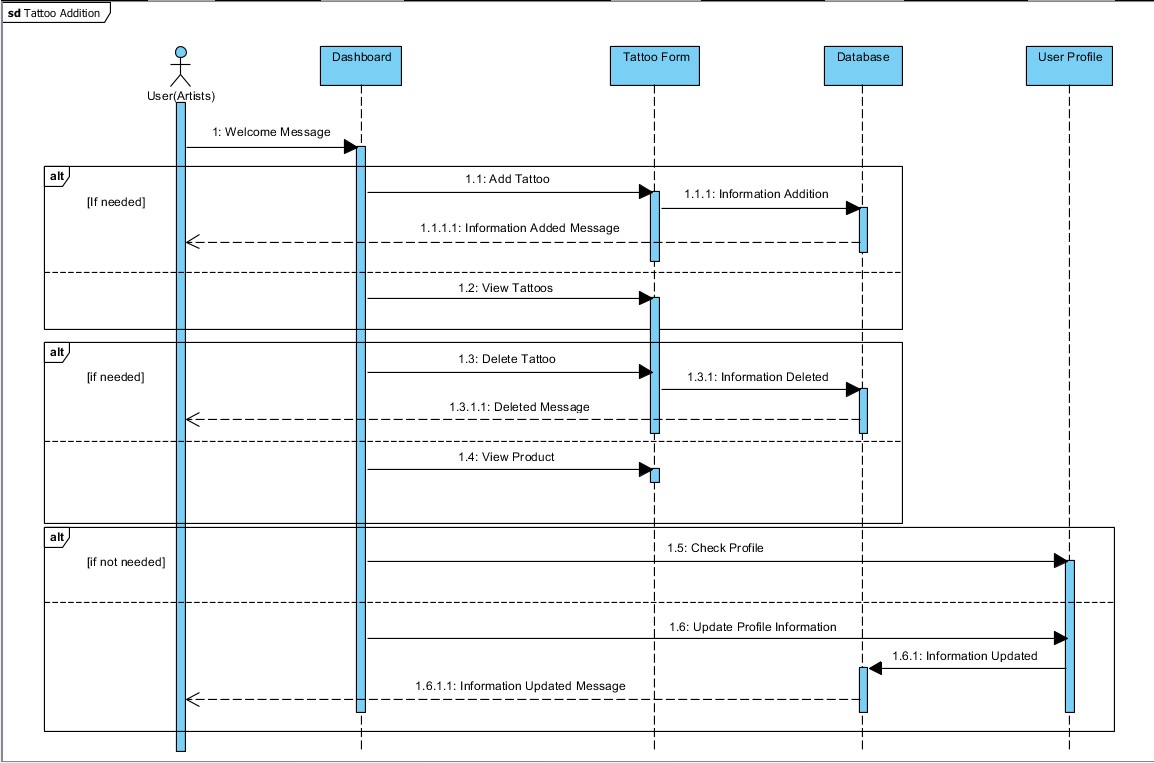 sd Tattoo Addition
Dashboard
Tattoo Form
Database
User Profile
User(Artists)
1: Welcome Message
alt
1.1: Add Tattoo
1.1.1: Information Addition
[If needed]
1.1.1.1: Information Added Message
1.2: View Tattoos
alt
1.3: Delete Tattoo
[if needed]
1.3.1: Information Deleted
1.3.1.1: Deleted Message
1.4: View Product
alt
1.5: Check Profile
[if not needed]
1.6: Update Profile Information
1.6.1: Information Updated
1.6.1.1: Information Updated Message